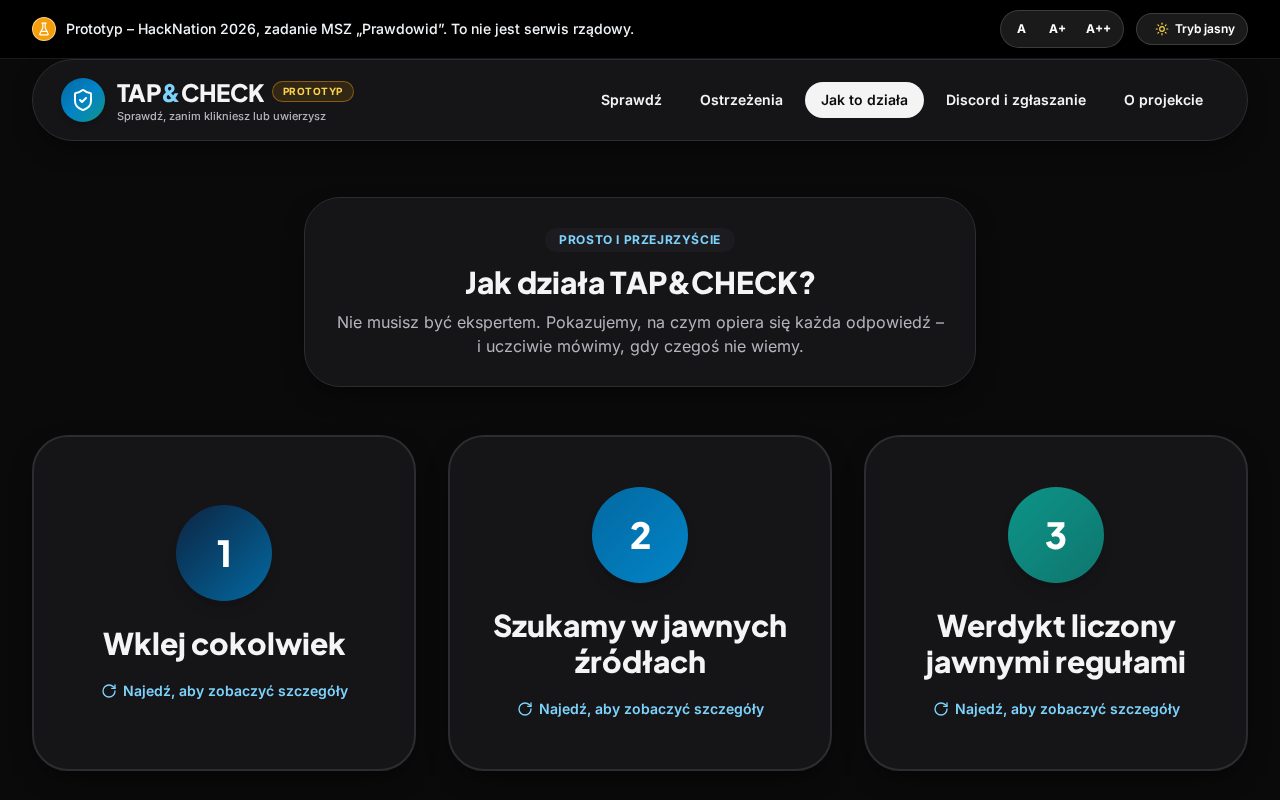 Prototyp – HackNation 2026, zadanie MSZ „Prawdowid”. To nie jest serwis rządowy.
A A+ A++
Tryb jasny
TAP&CHECK PROTOTYP
Sprawdź, zanim klikniesz lub uwierzysz
Sprawdź Ostrzeżenia Jak to działa Discord i zgłaszanie O projekcie
PROSTO I PRZEJRZYŚCIE
Jak działa TAP&CHECK?
Nie musisz być ekspertem. Pokazujemy, na czym opiera się każda odpowiedź –
i uczciwie mówimy, gdy czegoś nie wiemy.
1
Wklej cokolwiek
Najedź, aby zobaczyć szczegóły
2
Szukamy w jawnych
źródłach
Najedź, aby zobaczyć szczegóły
3
Werdykt liczony
jawnymi regułami
Najedź, aby zobaczyć szczegóły